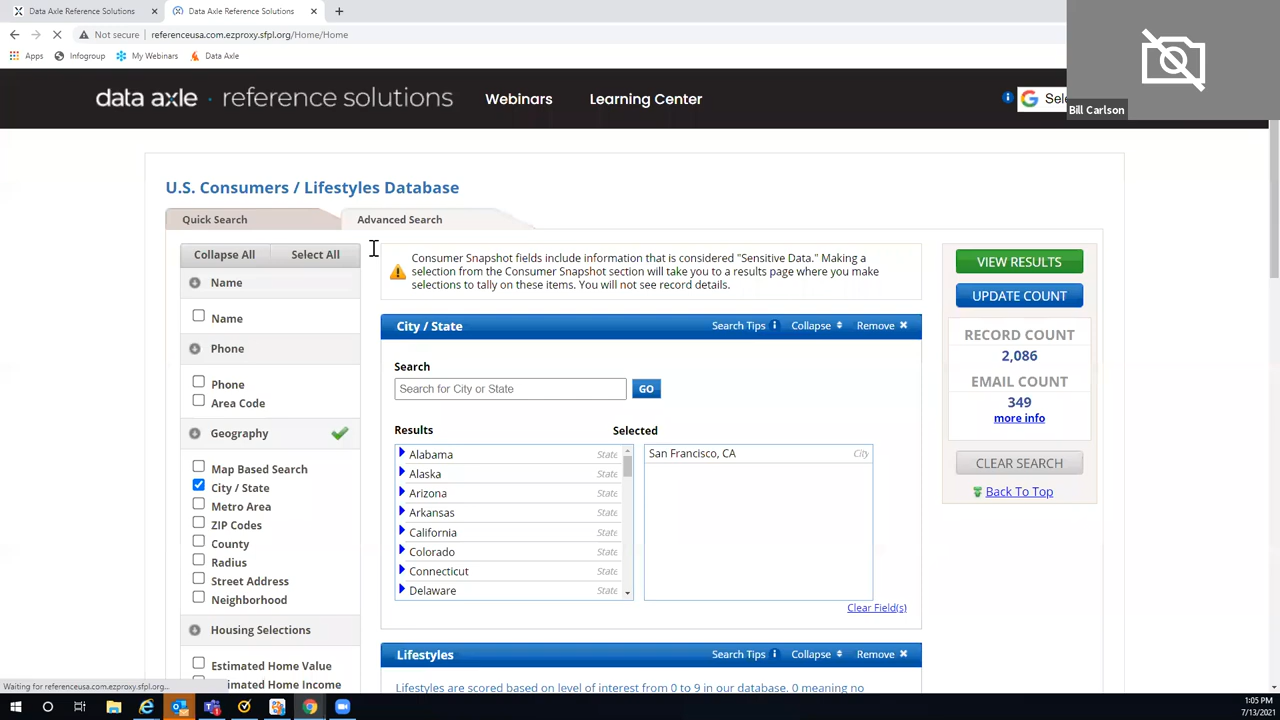 Data Axle Reference Solutions
Data Axle Reference Solutions
Not secure
referenceusa.com.ezproxy.sfpl.org/Home/Home
Apps
Infogroup
My Webinars
Data Axle
Bill Carlson
data axle · reference solutions
Webinars
Learning Center
U.S. Consumers / Lifestyles Database
Quick Search
Advanced Search
Collapse All
Select All
Name
Name
Phone
Phone
Area Code
Geography
Map Based Search
City / State
Metro Area
ZIP Codes
County
Radius
Street Address
Neighborhood
Housing Selections
Estimated Home Value
Home Income
Consumer Snapshot fields include information that is considered "Sensitive Data." Making a
selection from the Consumer Snapshot section will take you to a results page where you make
selections to tally on these items. You will not see record details.
City / State
Search Tips
Collapse
Remove
Search
Search for City or State
GO
Results
Selected
Alabama State
Alaska State
Arizona State
Arkansas State
California State
Colorado State
Connecticut State
Delaware State
San Francisco, CA City
Clear Field(s)
Lifestyles
Search Tips
Collapse
Remove
Lifestyles are scored based on level of interest from 0 to 9 in our database. 0 meaning no
VIEW RESULTS
UPDATE COUNT
RECORD COUNT
2,086
EMAIL COUNT
349
more info
CLEAR SEARCH
Back To Top
Waiting for referenceusa.com.ezproxy.sfpl.org...
1:05 PM
7/13/2021